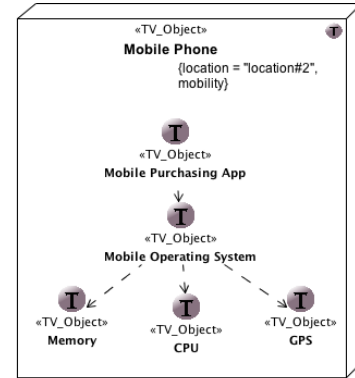 «TV_Object»
T
Mobile Phone
{location = "location#2",
mobility}
T
«TV_Object»
Mobile Purchasing App
T
«TV_Object»
Mobile Operating System
T T T
«TV_Object» «TV_Object» «TV_Object»
Memory CPU GPS